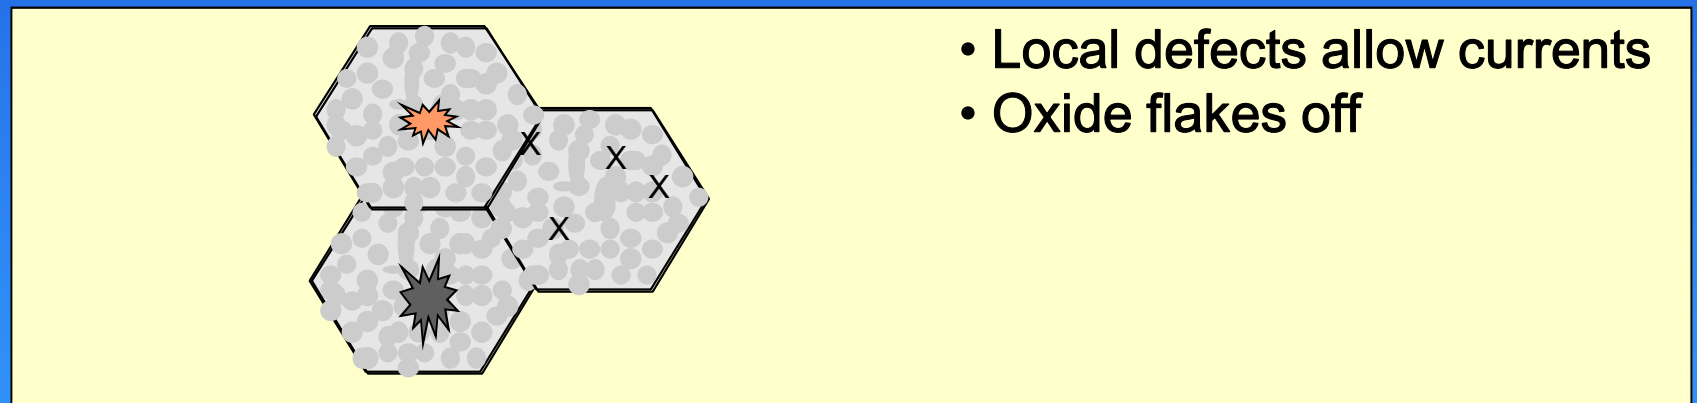 • Local defects allow currents
• Oxide flakes off
X
X
X
X